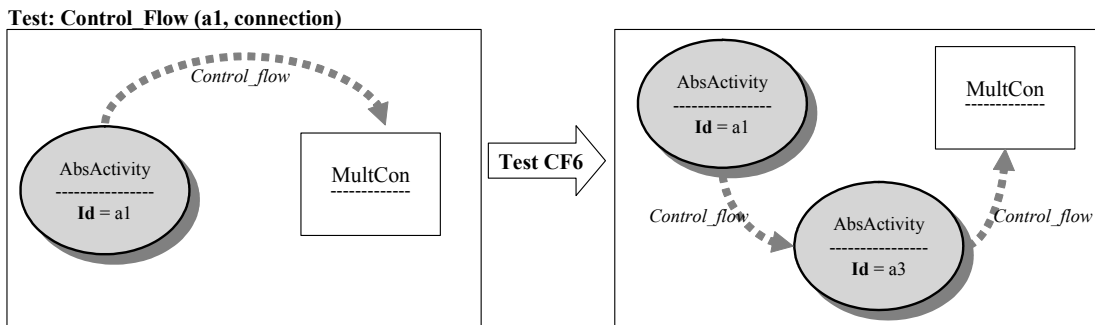 Test: Control_Flow (a1, connection)
Control_flow
AbsActivity
----------------
Id = a1
MultCon
-------------
Test CF6
AbsActivity
----------------
Id = a1
MultCon
-------------
Control_flow
Control_flow
AbsActivity
----------------
Id = a3